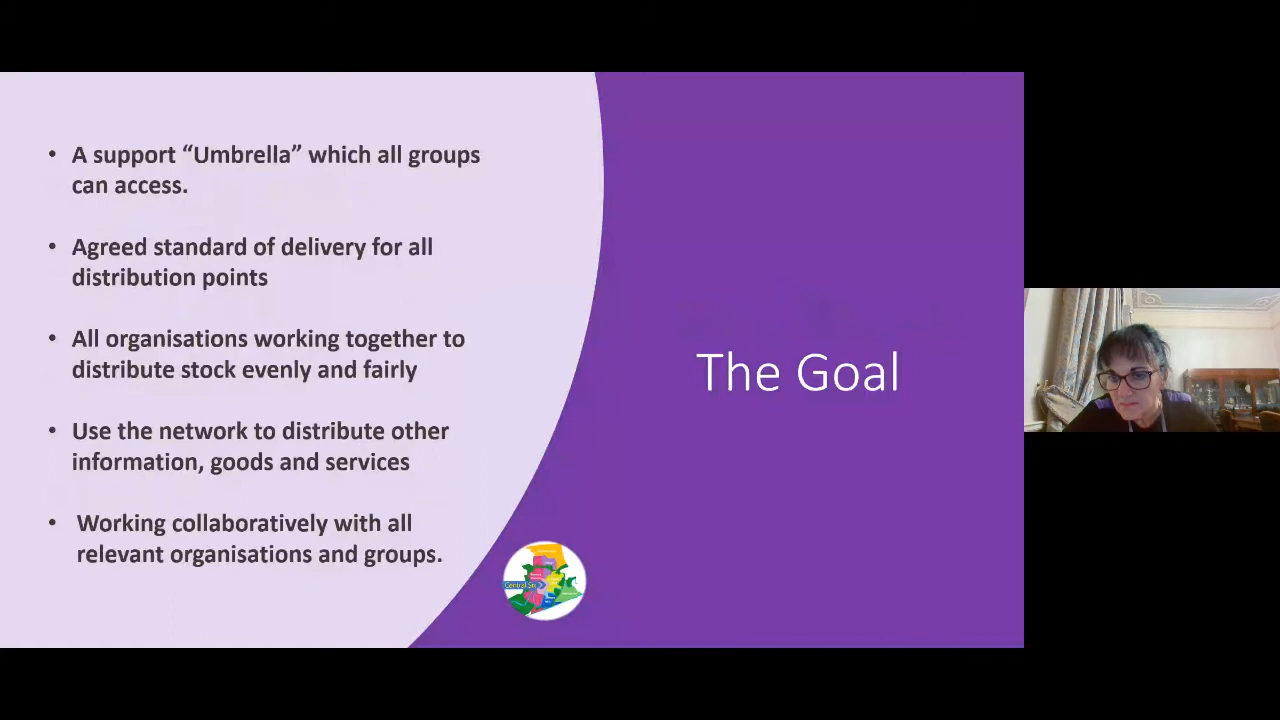 • A support “Umbrella” which all groups
can access.
• Agreed standard of delivery for all
distribution points
• All organisations working together to
distribute stock evenly and fairly
• Use the network to distribute other
information, goods and services
• Working collaboratively with all
relevant organisations and groups.
The Goal
Central Six